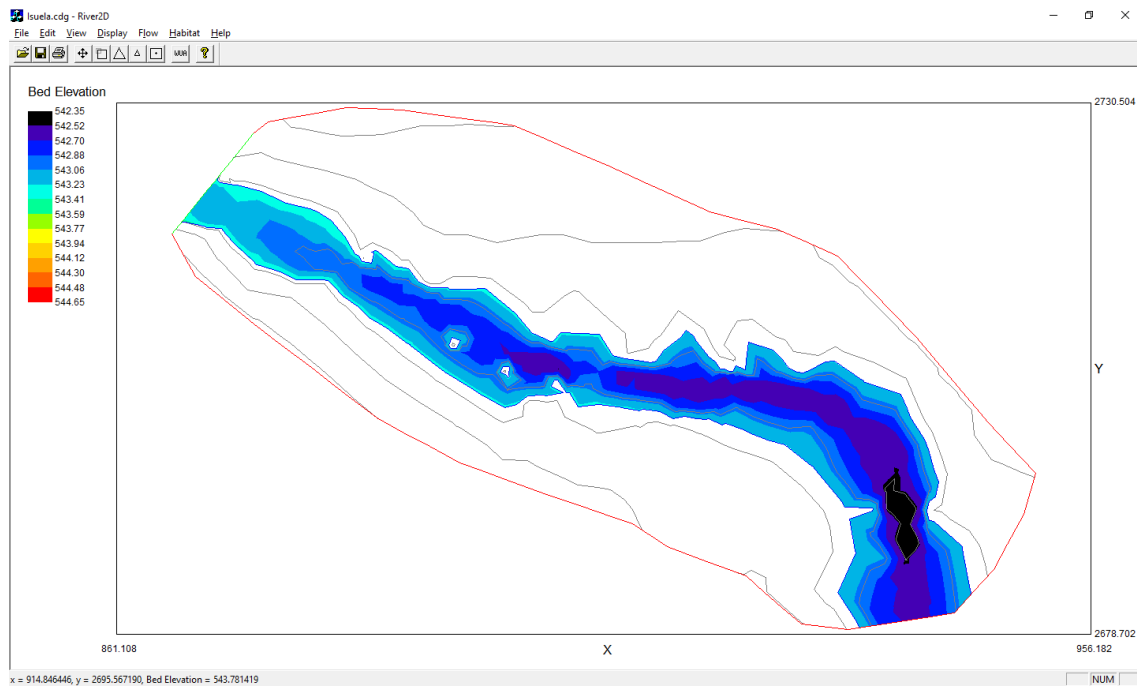 lsuela.cdg - River2D
File Edit View Display Flow Habitat Help
WUA ?
Bed Elevation
542.35
542.52
542.70
542.88
543.06
543.23
543.41
543.59
543.77
543.94
544.12
544.30
544.48
544.65
2730.504
Y
2678.702
861.108
X
956.182
x = 914.846446, y = 2695.567190, Bed Elevation = 543.781419
NUM